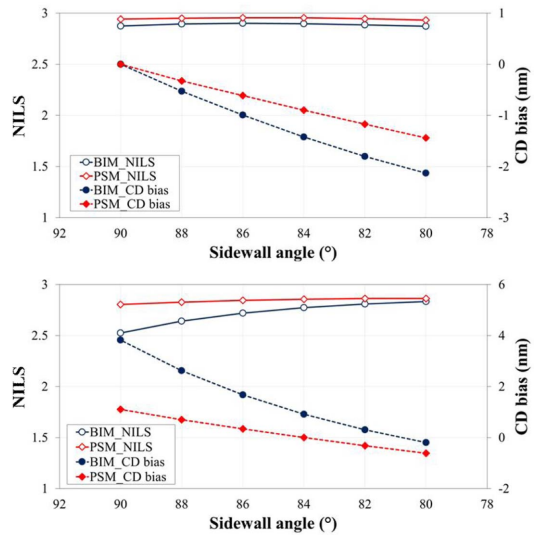 3 1
2.5 0
NILS
2 -1
CD bias (nm)
1.5 -2
1 -3
BIM_NILS
PSM_NILS
BIM_CD bias
PSM_CD bias
92 90 88 86 84 82 80 78
Sidewall angle (°)
3 6
2.5 4
NILS
2 2
CD bias (nm)
1.5 0
1 -2
BIM_NILS
PSM_NILS
BIM_CD bias
PSM_CD bias
92 90 88 86 84 82 80 78
Sidewall angle (°)